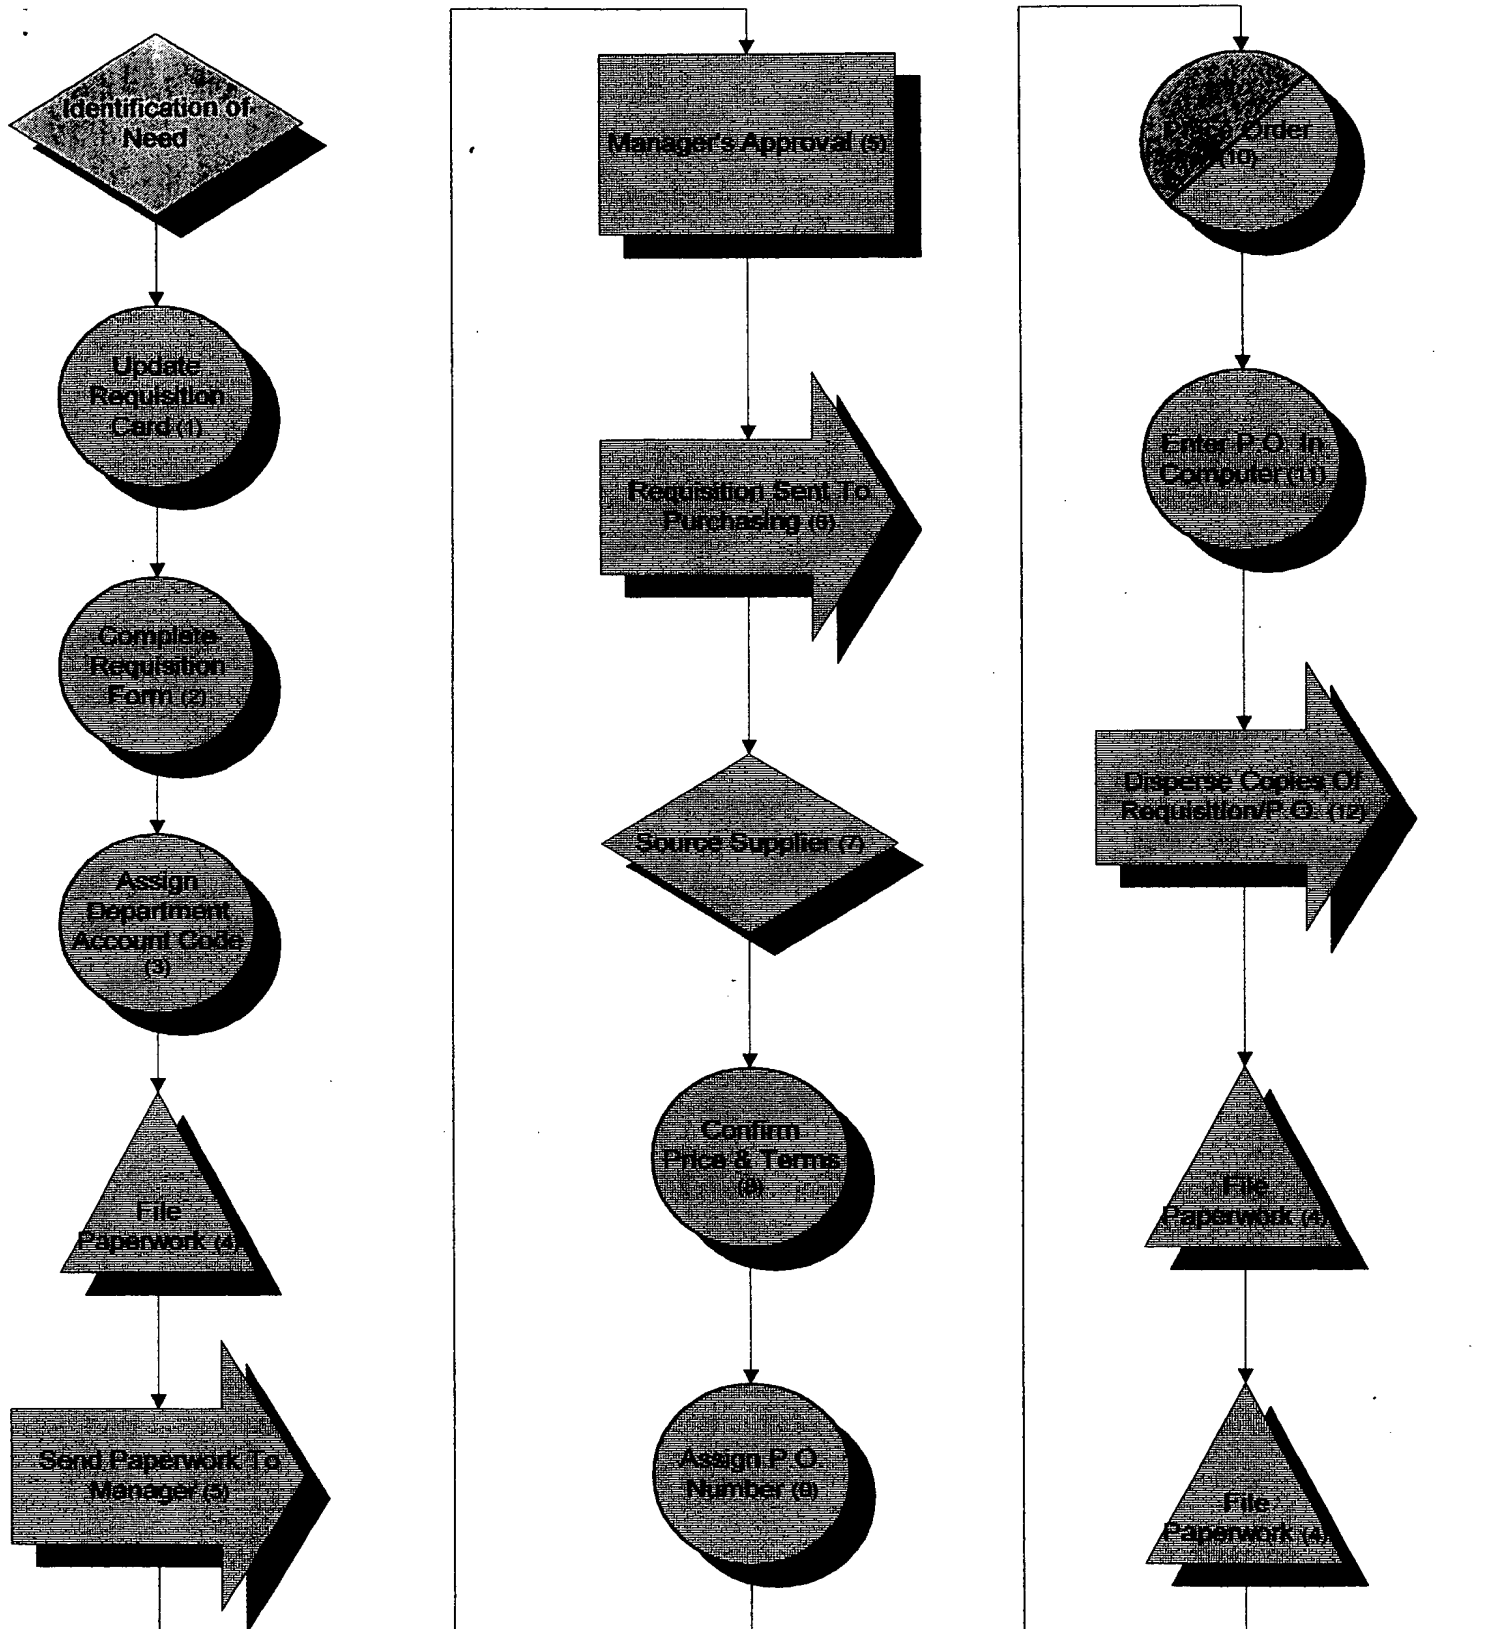 Identification of
Need
Update
Requisition
Card (1)
Complete
Requisition
Form (2)
Assign
Department
Account Code
(3)
File
Paperwork (4)
Send Paperwork To
Manager (5)
Manager's Approval (5)
Requisition Sent To
Purchasing (6)
Source Supplier (7)
Confirm
Price & Terms
(8)
Assign P.O.
Number (9)
Place Order
(10)
Enter P.O. In
Computer (11)
Disperse Copies Of
Requisition/P.O. (12)
File
Paperwork (4)
File
Paperwork (4)